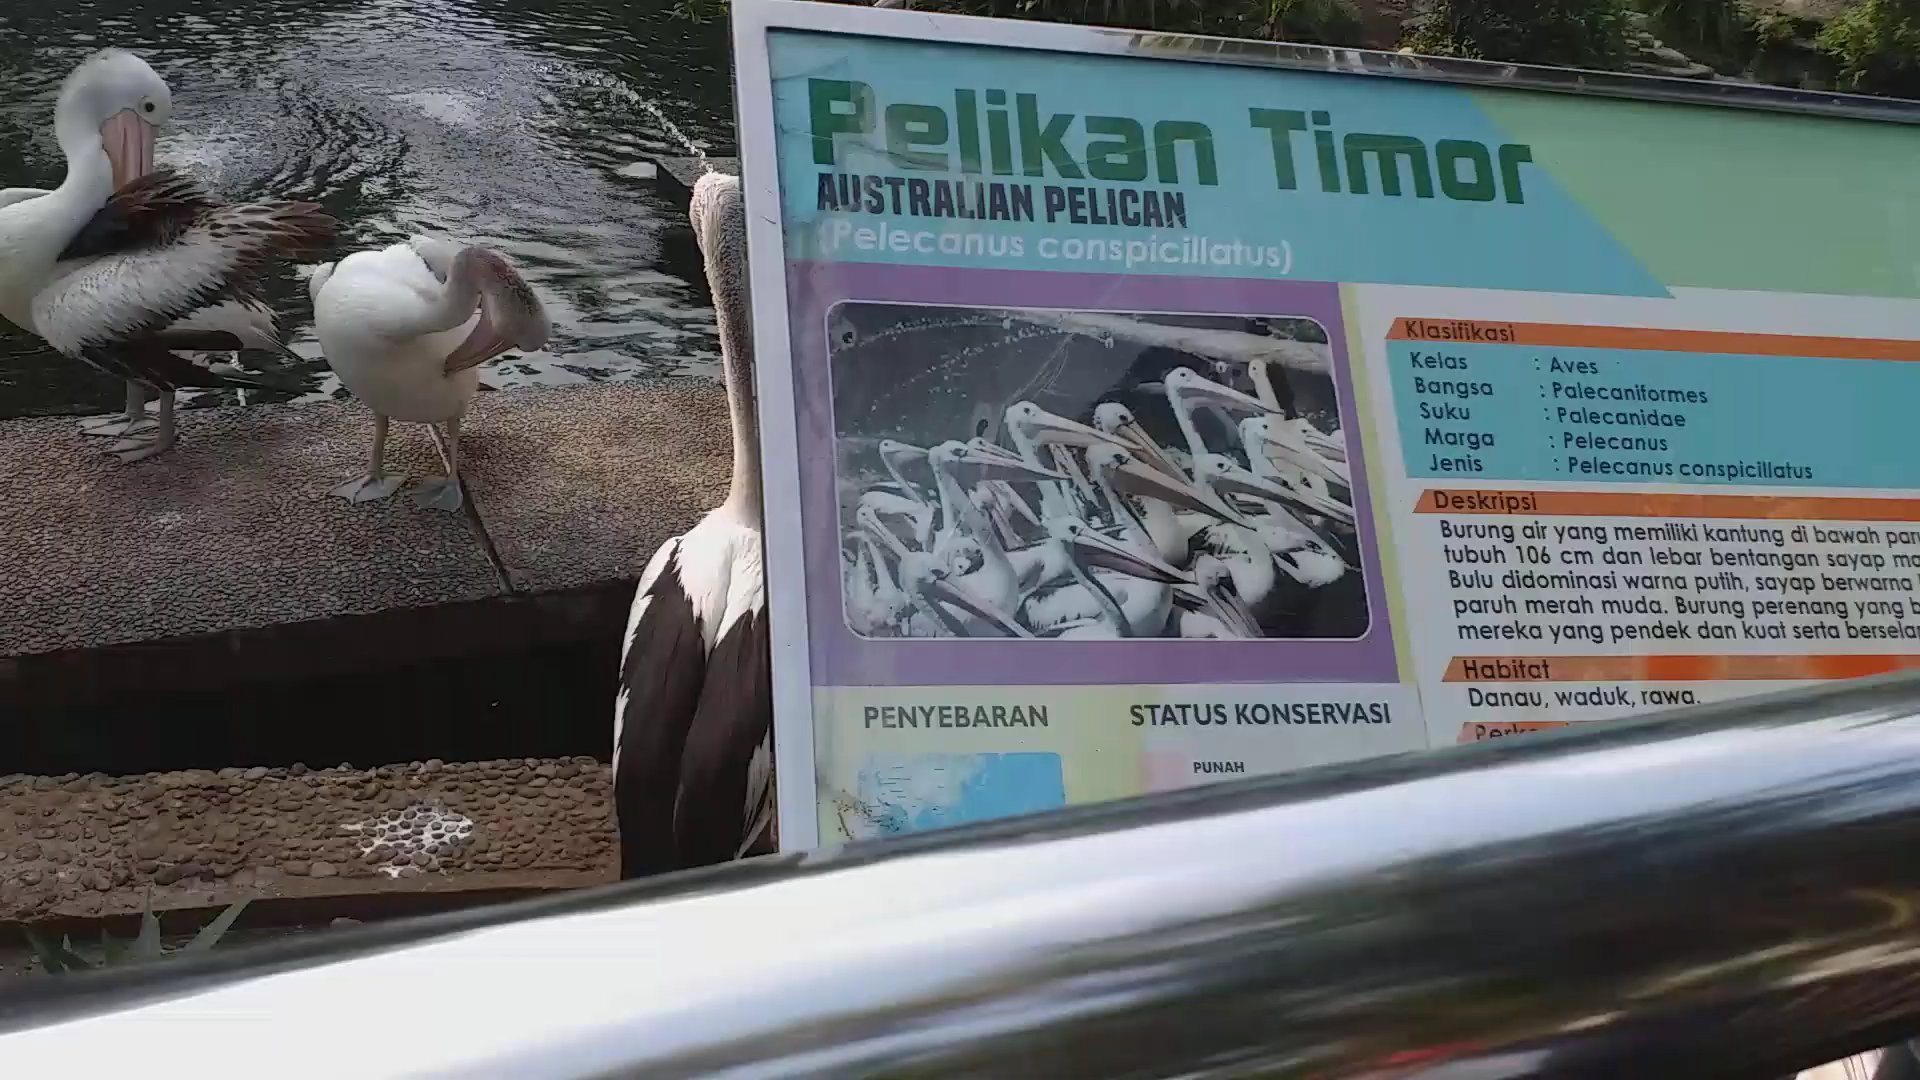 Pelikan Timor
AUSTRALIAN PELICAN
(Pelecanus conspicillatus)
Klasifikasi
Kelas : Aves
Bangsa : Palecaniformes
Suku : Palecanidae
Marga : Pelecanus
Jenis : Pelecanus conspicillatus
Deskripsi
Burung air yang memiliki kantung di bawah
tubuh 106 cm dan lebar bentangan sayap
Bulu didominasi warna putih, sayap berwarna
paruh merah muda. Burung perenang yang
mereka yang pendek dan kuat serta
Habitat
Danau, waduk, rawa.
PENYEBARAN
STATUS KONSERVASI
PUNAH